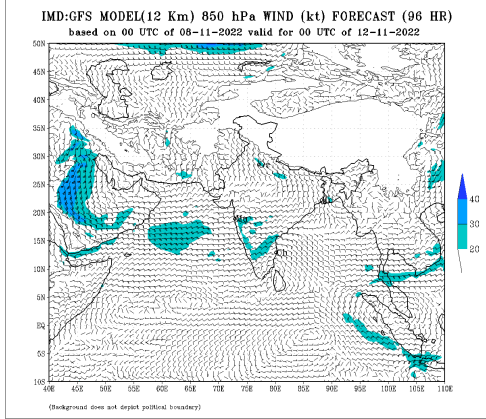 IMD:GFS MODEL(12 Km) 850 hPa WIND (kt) FORECAST (96 HR)
based on 00 UTC of 08-11-2022 valid for 00 UTC of 12-11-2022
50N
45N
40N
35N
30N
25N
20N
15N
10N
5N
EQ
5S
10S
40E 45E 50E 55E 60E 65E 70E 75E 80E 85E 90E 95E 100E 105E 110E
40
30
20
Ch
(Background does not depict political boundary)